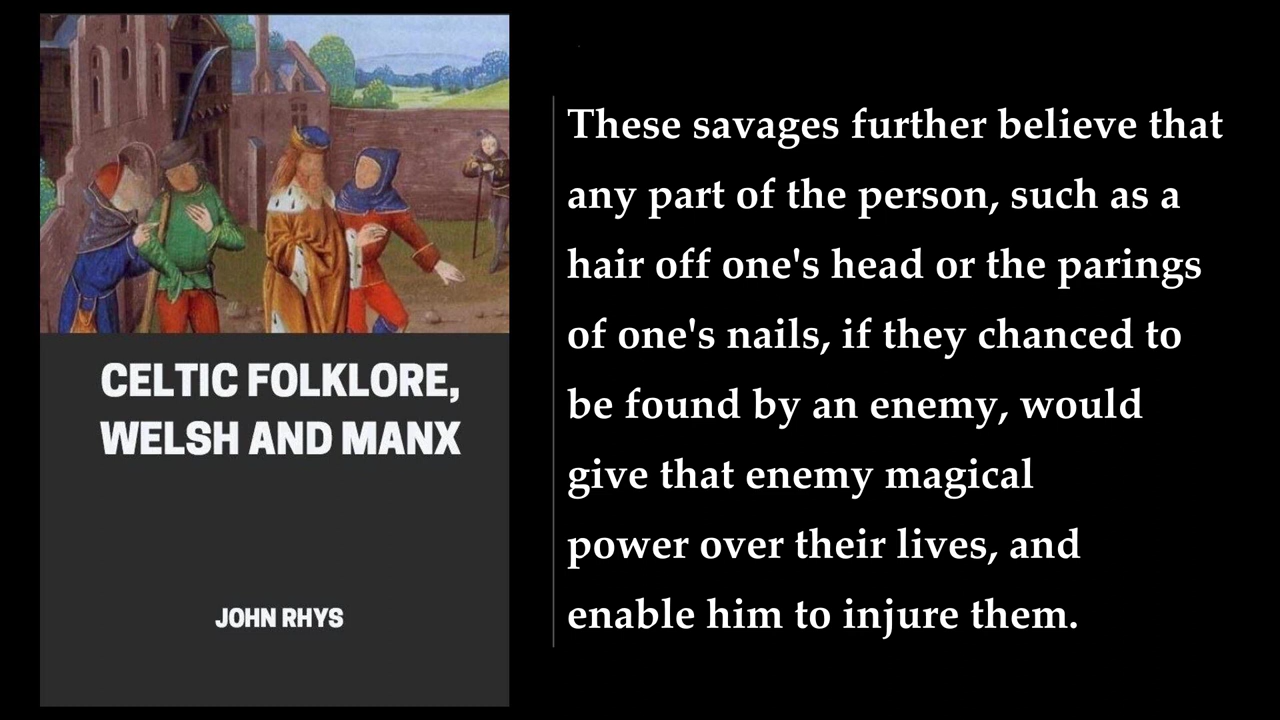 CELTIC FOLKLORE,
WELSH AND MANX
JOHN RHYS
These savages further believe that
any part of the person, such as a
hair off one's head or the parings
of one's nails, if they chanced to
be found by an enemy, would
give that enemy magical
power over their lives, and
enable him to injure them.